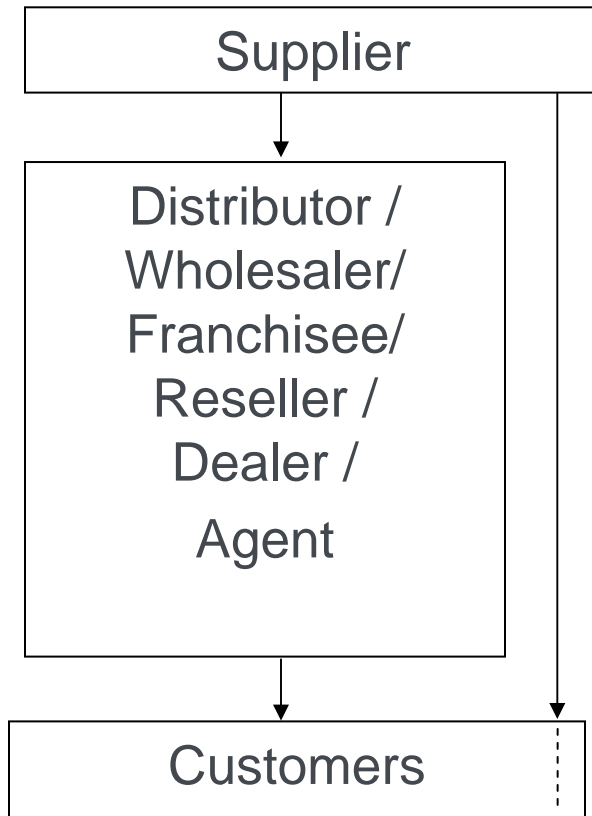 Supplier
Distributor /
Wholesaler/
Franchisee/
Reseller /
Dealer /
Agent
Customers